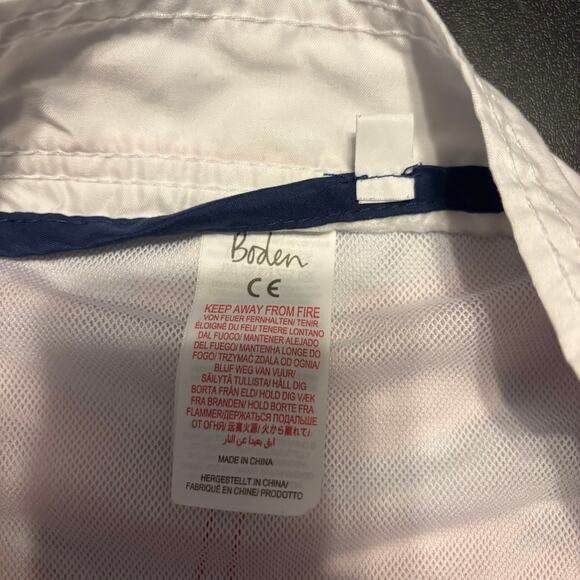 Boden
CE
KEEP AWAY FROM FIRE
VON FEUER FERNHALTEN/ TENIR
ELOIGNÉ DU FEU/ TENERE LONTANO
DAL FUOCO/ MANTENER ALEJADO
DEL FUEGO/ MANTENHA LONGE DO
FOGO/ TRZYMAĆ ZDALA OD OGNIA/
BLIJF WEG VAN VUUR/
SÄILYTÄ TULLISTA/ HÅLL DIG
BORTA FRÅN ELD/ HOLD DIG VÆK
FRA BRANDEN/ HOLD BORTE FRA
FLAMMER/ДЕРЖАТЬСЯ ПОДАЛЬШЕ
ОТ ОГНЯ/ 远离火源/ 火から離れて/
ابق بعيدا عن النار
MADE IN CHINA
HERGESTELLT IN CHINA/
FABRIQUÉ EN CHINE/ PRODOTTO